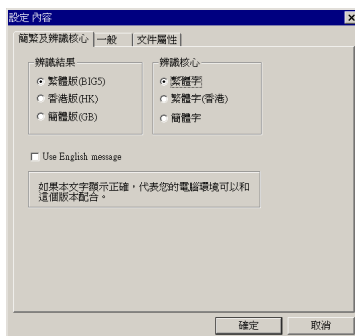 設定 內容
簡繁及辨識核心 一般 文件屬性
辨識結果
繁體版(BIG5)
香港版(HK)
簡體版(GB)
辨識核心
繁體字
繁體字(香港)
簡體字
Use English message
如果本文字顯示正確，代表您的電腦環境可以和
這個版本配合。
確定 取消